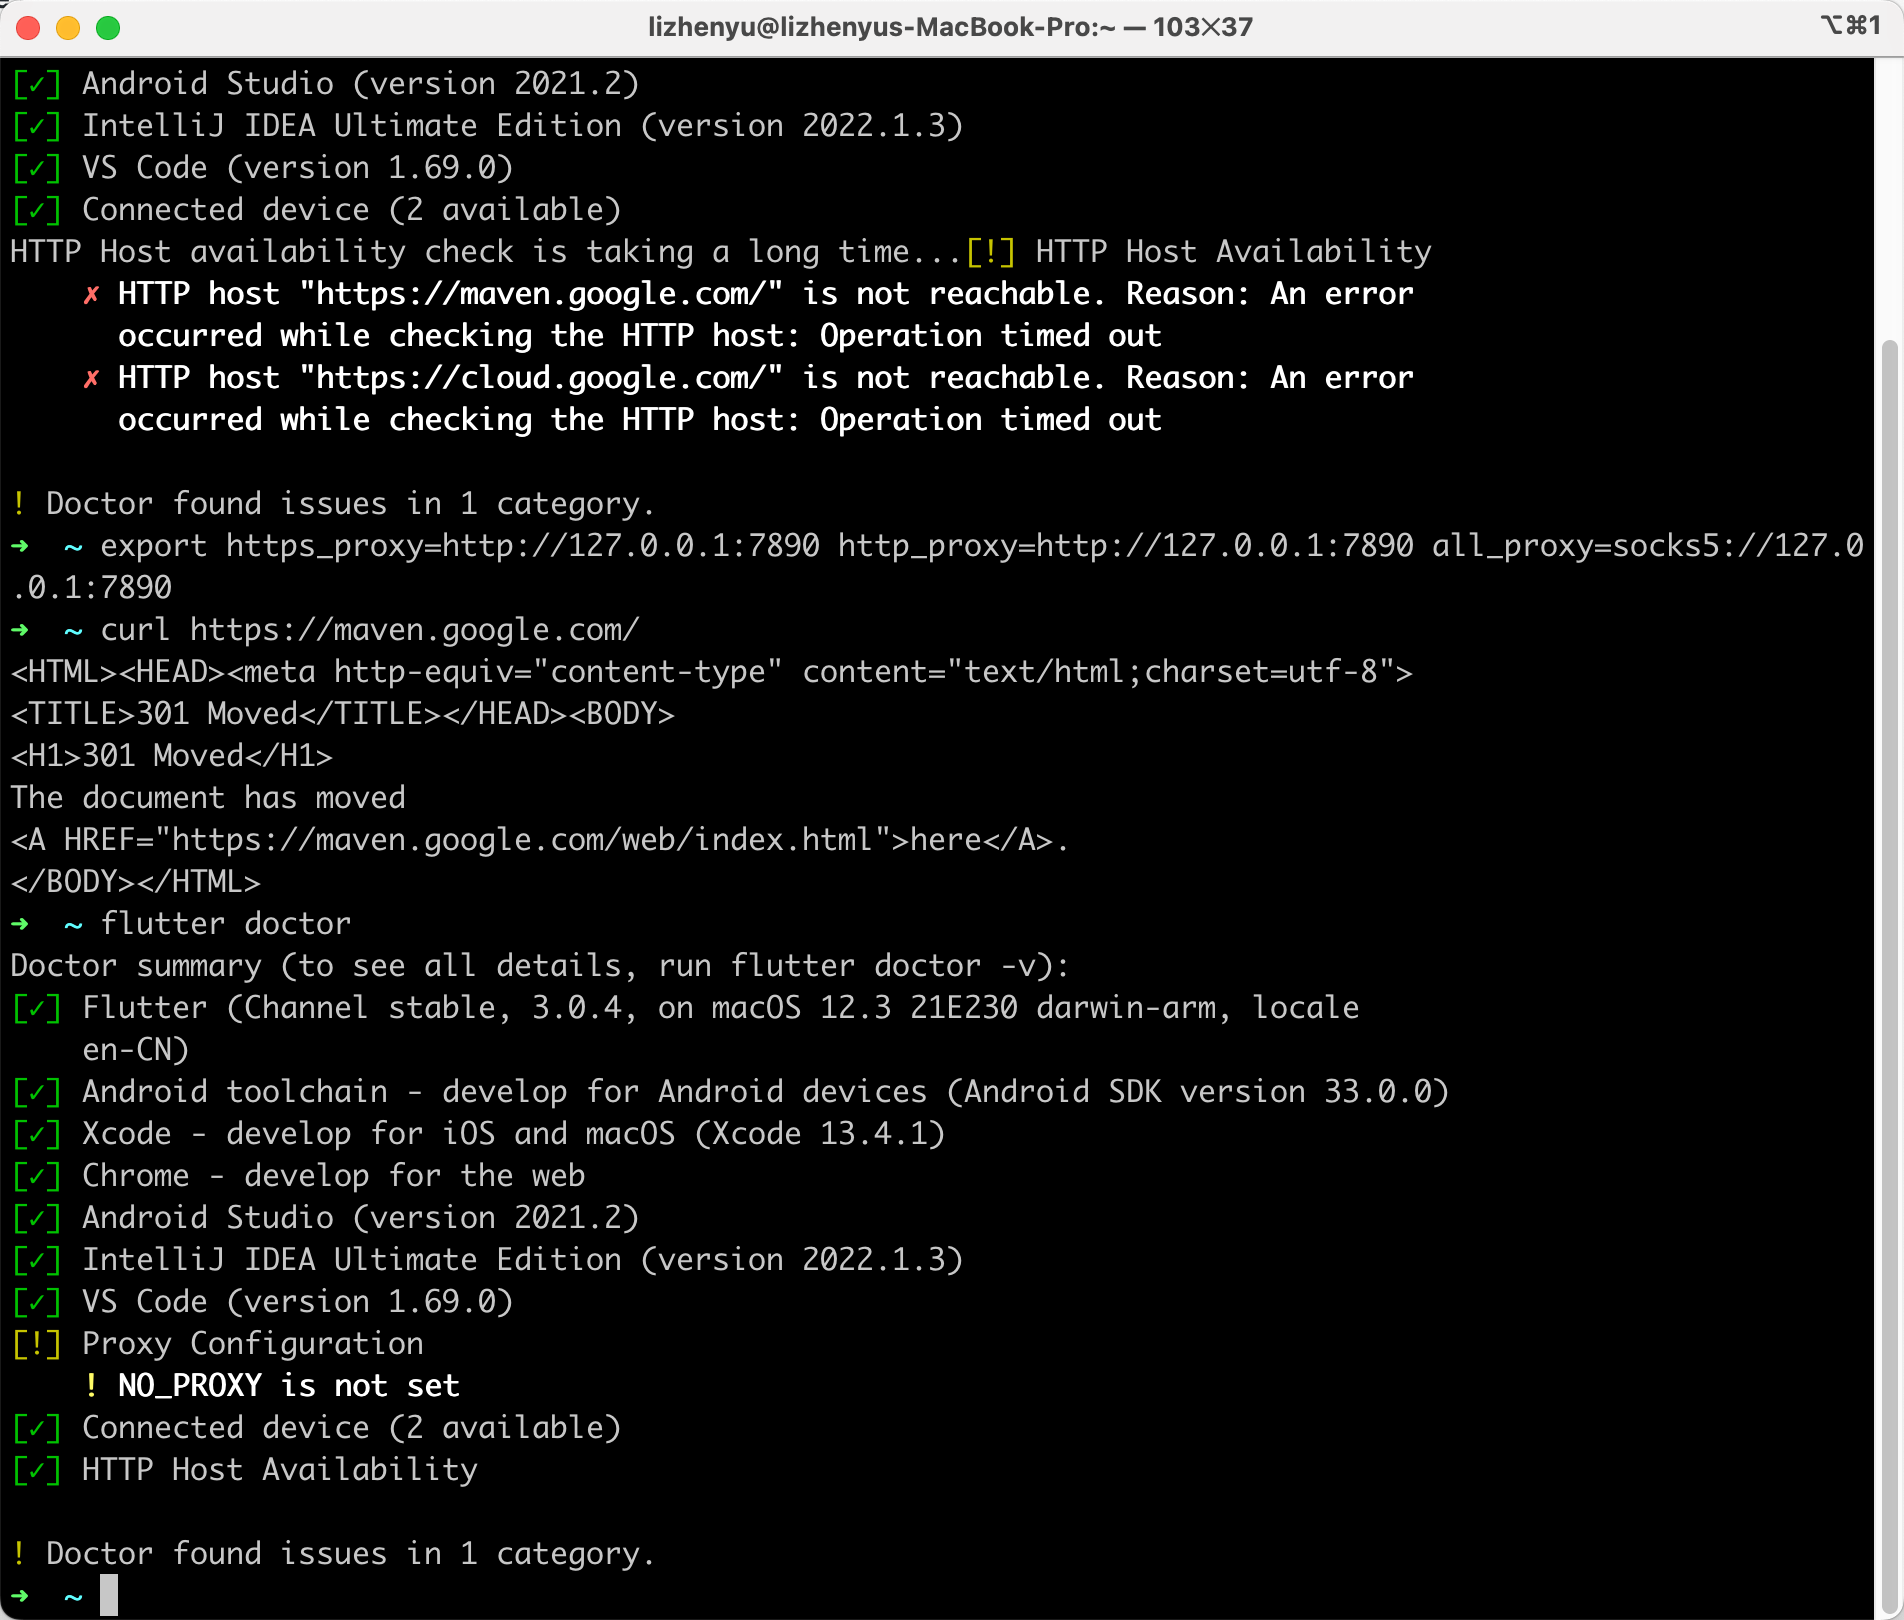 lizhenyu@lizhenyus-MacBook-Pro:~ — 103×37
⌥⌘1
[✓] Android Studio (version 2021.2)
[✓] IntelliJ IDEA Ultimate Edition (version 2022.1.3)
[✓] VS Code (version 1.69.0)
[✓] Connected device (2 available)
HTTP Host availability check is taking a long time...[!] HTTP Host Availability
✗ HTTP host "https://maven.google.com/" is not reachable. Reason: An error
occurred while checking the HTTP host: Operation timed out
✗ HTTP host "https://cloud.google.com/" is not reachable. Reason: An error
occurred while checking the HTTP host: Operation timed out
! Doctor found issues in 1 category.
➜  ~ export https_proxy=http://127.0.0.1:7890 http_proxy=http://127.0.0.1:7890 all_proxy=socks5://127.0
.0.1:7890
➜  ~ curl https://maven.google.com/
<HTML><HEAD><meta http-equiv="content-type" content="text/html;charset=utf-8">
<TITLE>301 Moved</TITLE></HEAD><BODY>
<H1>301 Moved</H1>
The document has moved
<A HREF="https://maven.google.com/web/index.html">here</A>.
</BODY></HTML>
➜  ~ flutter doctor
Doctor summary (to see all details, run flutter doctor -v):
[✓] Flutter (Channel stable, 3.0.4, on macOS 12.3 21E230 darwin-arm, locale
en-CN)
[✓] Android toolchain - develop for Android devices (Android SDK version 33.0.0)
[✓] Xcode - develop for iOS and macOS (Xcode 13.4.1)
[✓] Chrome - develop for the web
[✓] Android Studio (version 2021.2)
[✓] IntelliJ IDEA Ultimate Edition (version 2022.1.3)
[✓] VS Code (version 1.69.0)
[!] Proxy Configuration
! NO_PROXY is not set
[✓] Connected device (2 available)
[✓] HTTP Host Availability
! Doctor found issues in 1 category.
➜  ~